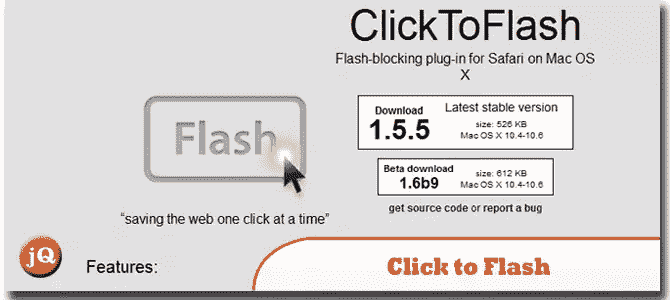 ClickToFlash
Flash-blocking plug-in for Safari on Mac OS
X
Download
1.5.5
Latest stable version
size: 526 KB
Mac OS X 10.4-10.6
Flash
Beta download
1.6b9
size: 612 KB
Mac OS X 10.4-10.6
get source code or report a bug
“saving the web one click at a time”
jQ
Features:
Click to Flash